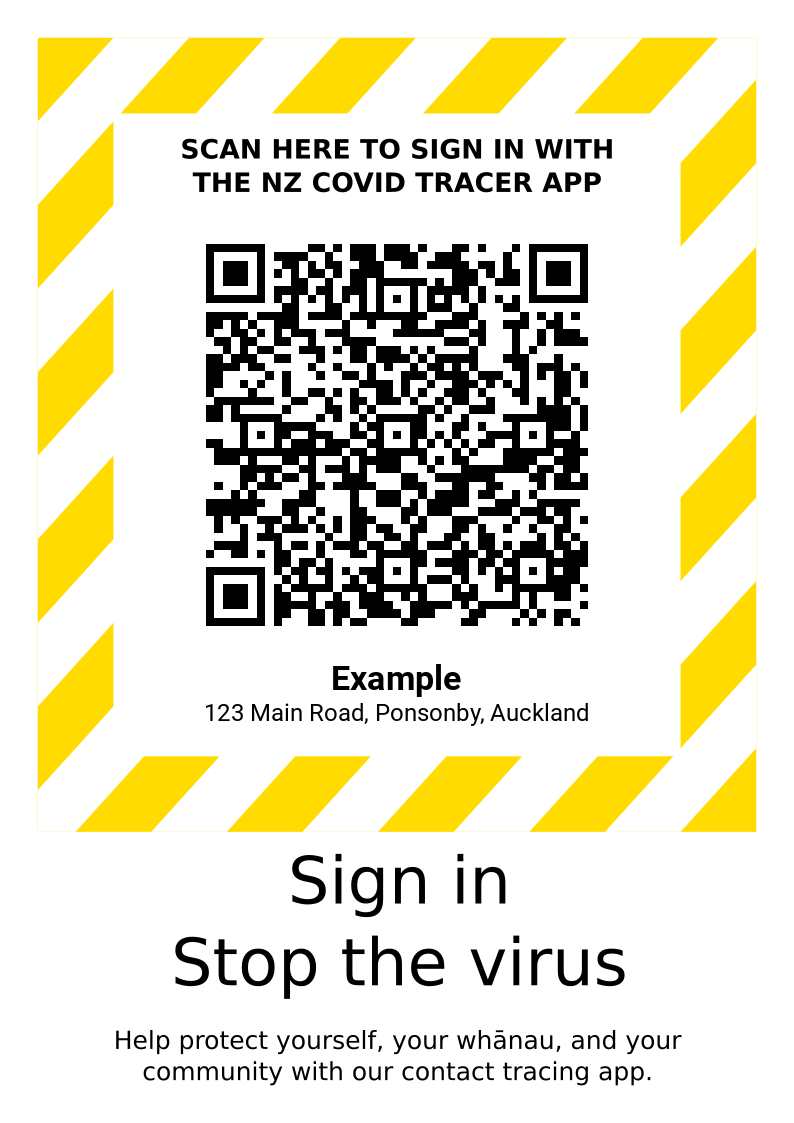 SCAN HERE TO SIGN IN WITH
THE NZ COVID TRACER APP
Example
123 Main Road, Ponsonby, Auckland
Sign in
Stop the virus
Help protect yourself, your whānau, and your
community with our contact tracing app.